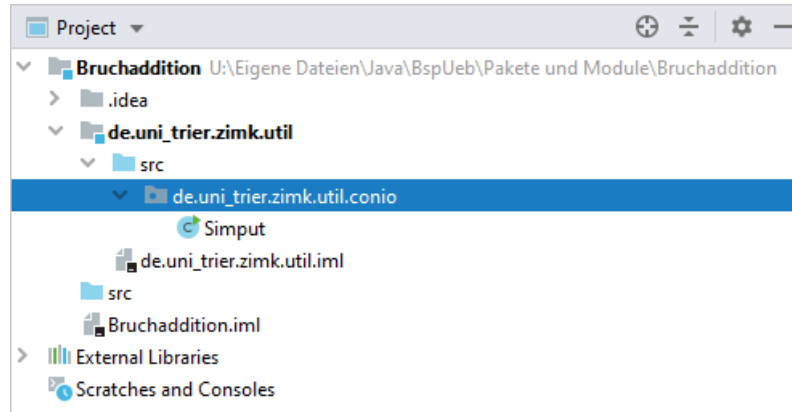 Project
Bruchaddition U:\Eigene Dateien\Java\BspUeb\Pakete und Module\Bruchaddition
.idea
de.uni_trier.zimk.util
src
de.uni_trier.zimk.util.conio
C Simput
de.uni_trier.zimk.util.iml
src
Bruchaddition.iml
External Libraries
Scratches and Consoles